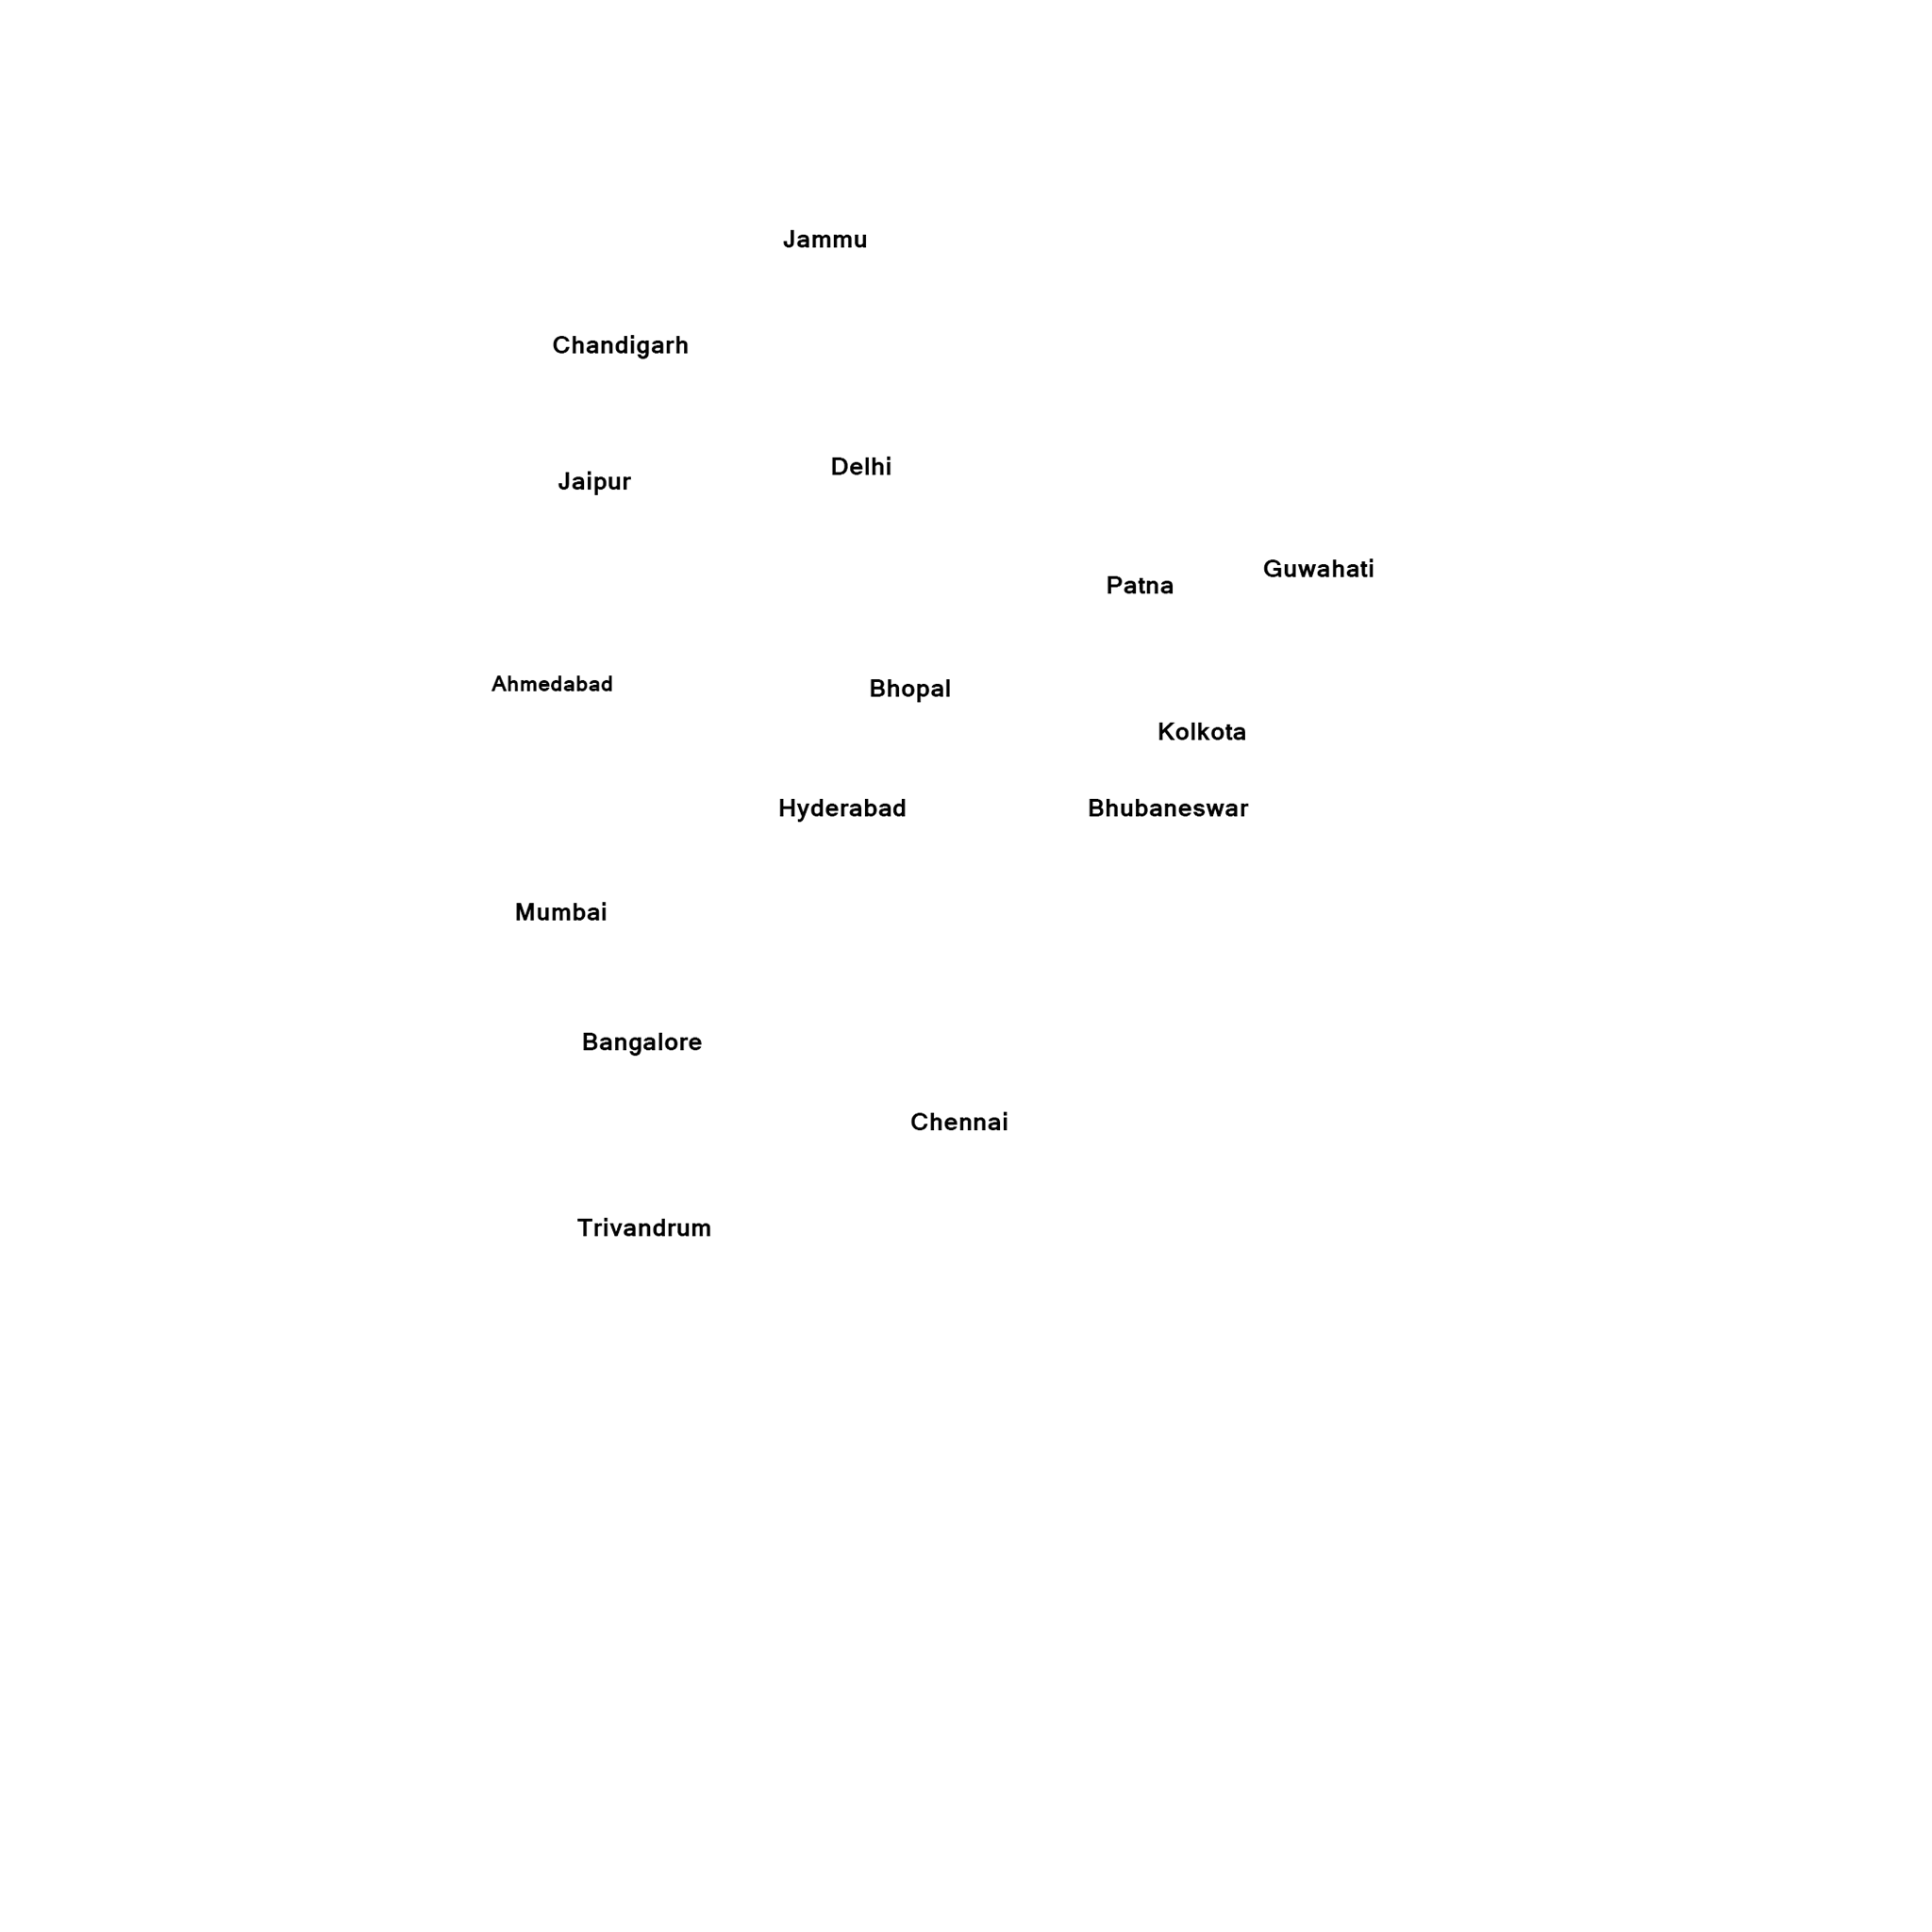 Jammu
Chandigarh
Delhi
Jaipur
Guwahati
Patna
Ahmedabad
Bhopal
Kolkota
Hyderabad
Bhubaneswar
Mumbai
Bangalore
Chennai
Trivandrum